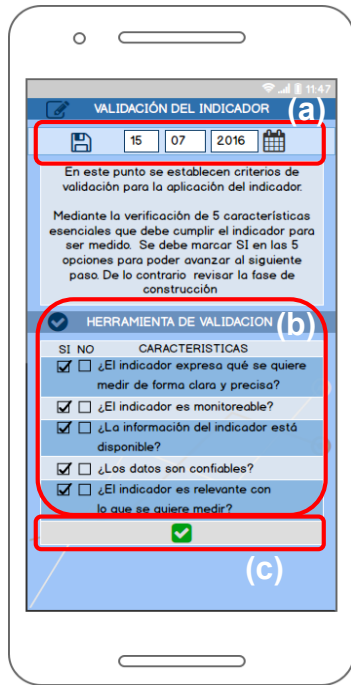 11:47
VALIDACIÓN DEL INDICADOR
(a)
15 07 2016
En este punto se establecen criterios de
validación para la aplicación del indicador.
Mediante la verificación de 5 características
esenciales que debe cumplir el indicador para
ser medido. Se debe marcar SI en las 5
opciones para poder avanzar al siguiente
paso. De lo contrario revisar la fase de
construcción
HERRAMIENTA DE VALIDACION
(b)
SI NO CARACTERISTICAS
¿El indicador expresa qué se quiere
medir de forma clara y precisa?
¿El indicador es monitoreable?
¿La información del indicador está
disponible?
¿Los datos son confiables?
¿El indicador es relevante con
lo que se quiere medir?
(c)